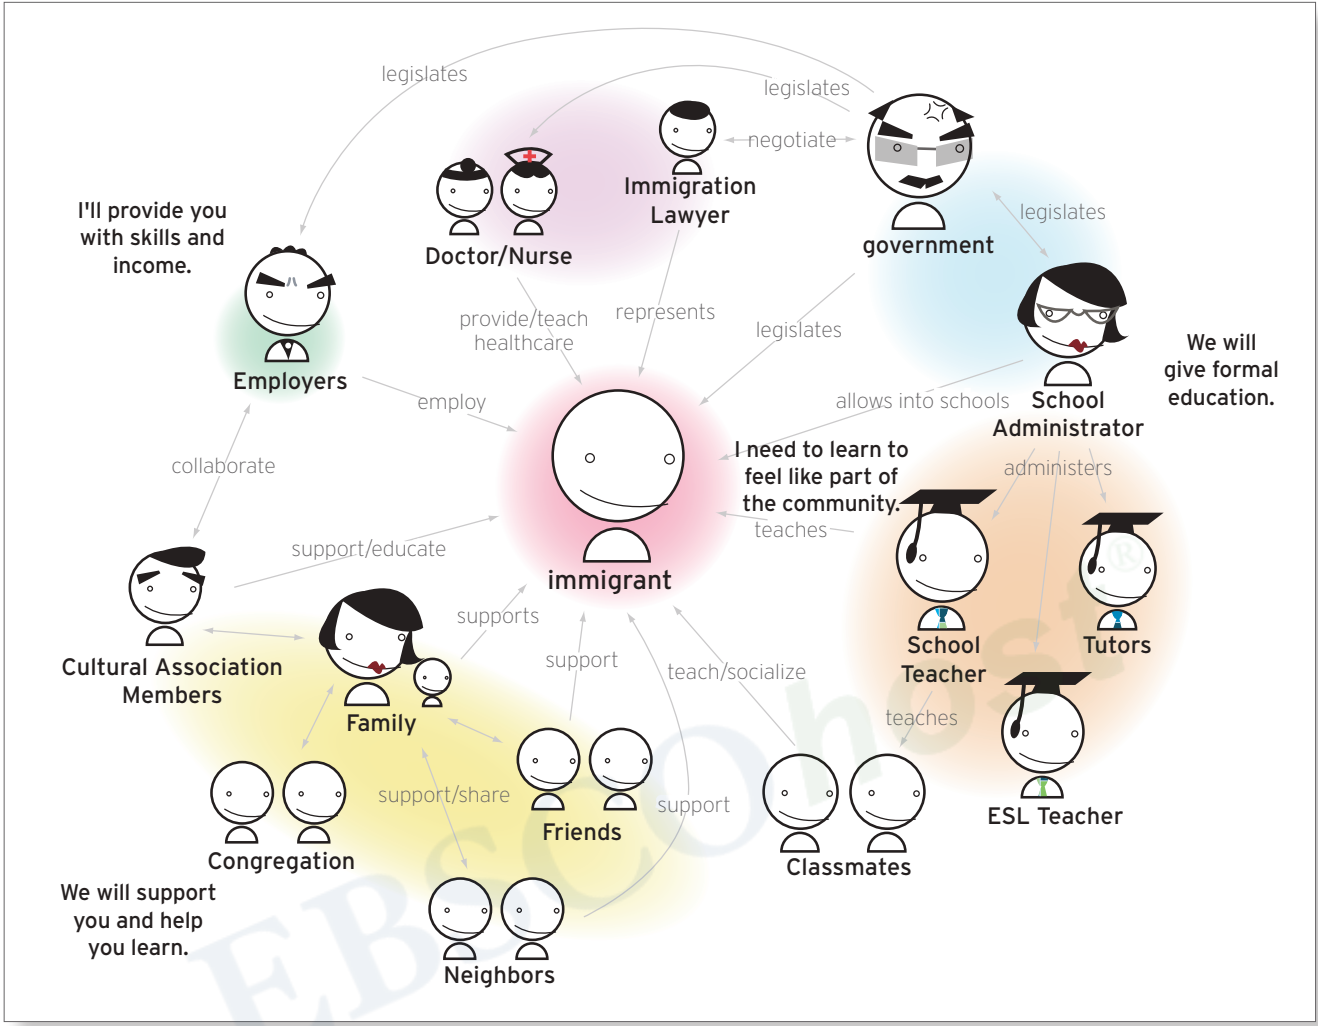 legislates
legislates
negotiate
Immigration
Lawyer
I'll provide you
with skills and
income.
legislates
government
Doctor/Nurse
provide/teach
healthcare
represents
legislates
We will
give formal
education.
Employers
employ
allows into schools
School
Administrator
I need to learn to
feel like part of
the community.
administers
collaborate
teaches
support/educate
immigrant
supports
School
Teacher
Tutors
Cultural Association
Members
support
teach/socialize
Family
teaches
support/share
support
Friends
ESL Teacher
Congregation
Classmates
We will support
you and help
you learn.
Neighbors
EBSCOhost®